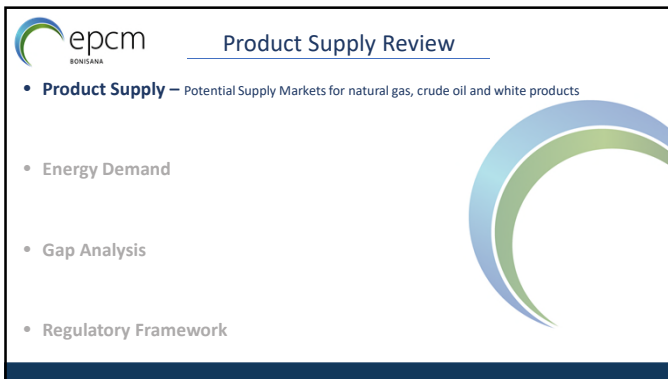 epcm
BONISANA
Product Supply Review
• Product Supply – Potential Supply Markets for natural gas, crude oil and white products
• Energy Demand
• Gap Analysis
• Regulatory Framework